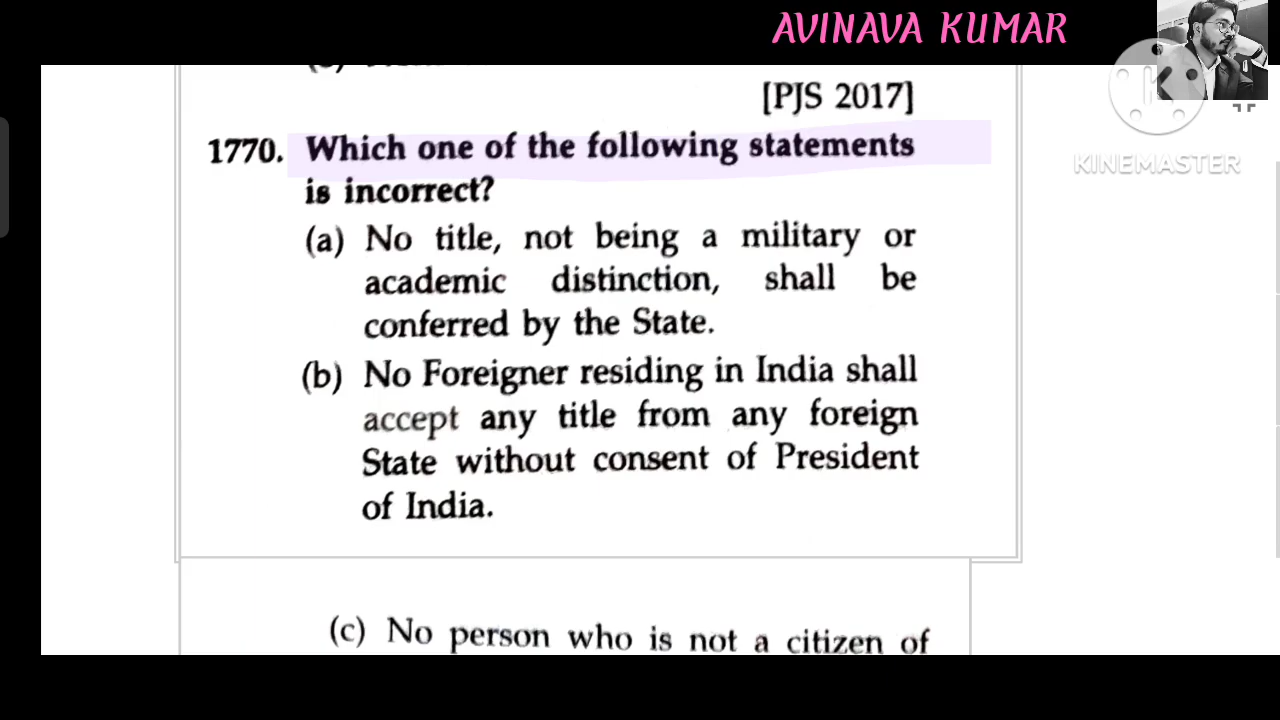 AVINAVA KUMAR
[PJS 2017]
KINEMASTER
1770. Which one of the following statements
is incorrect?
(a) No title, not being a military or
academic distinction, shall be
conferred by the State.
(b) No Foreigner residing in India shall
accept any title from any foreign
State without consent of President
of India.
(c) No person who is not a citizen of